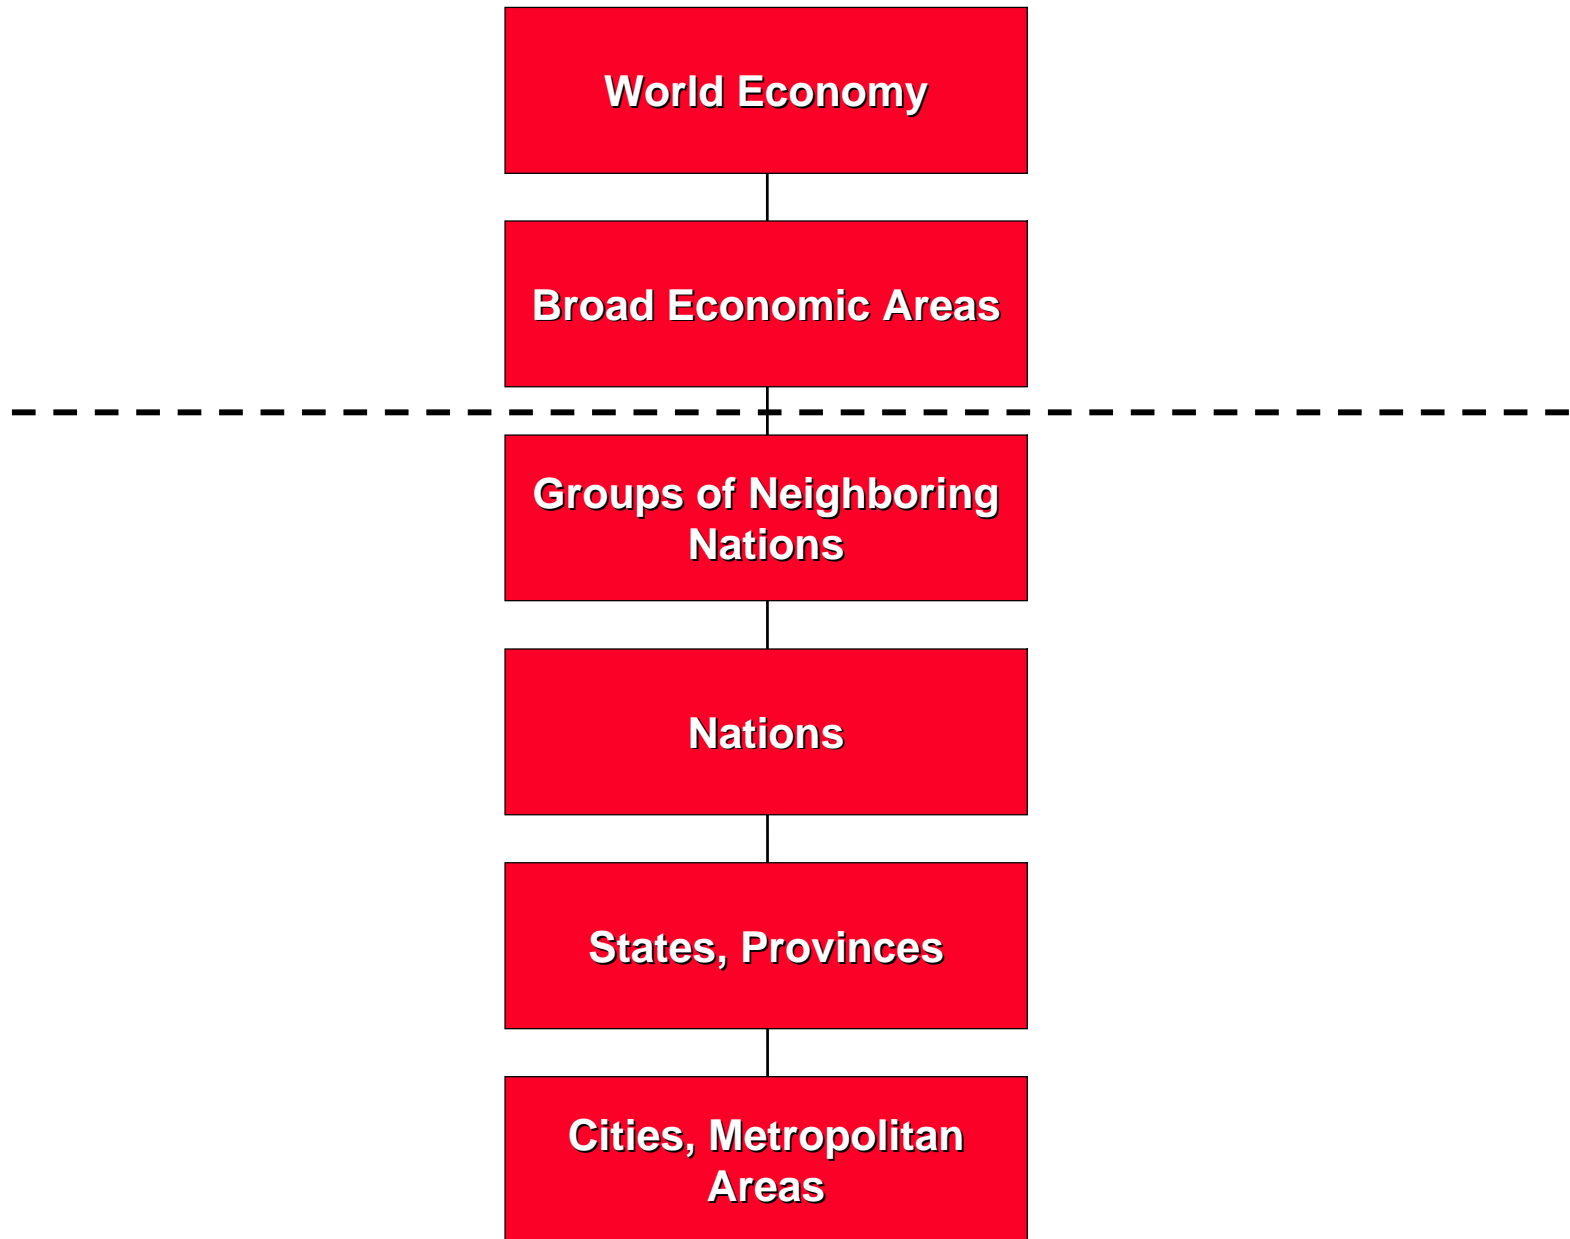 World Economy
Broad Economic Areas
Groups of Neighboring
Nations
Nations
States, Provinces
Cities, Metropolitan
Areas